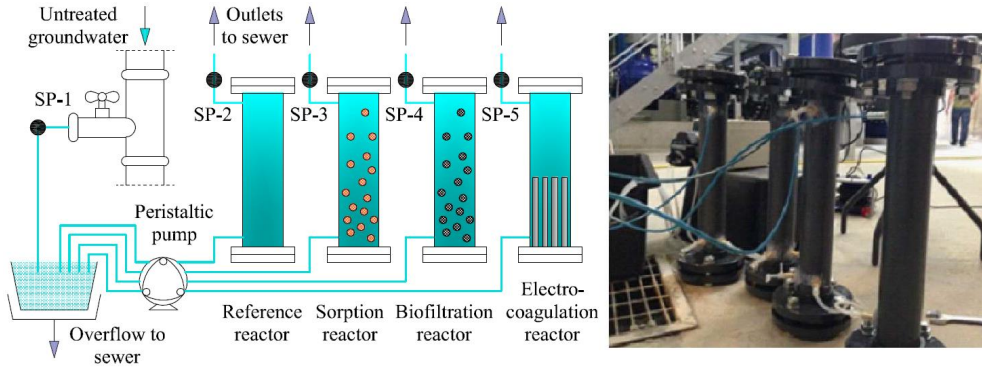 Untreated
groundwater
Outlets
to sewer
SP-1
SP-2
SP-3
SP-4
SP-5
Peristaltic
pump
Overflow to
sewer
Reference
reactor
Sorption
reactor
Biofiltration
reactor
Electro-
coagulation
reactor